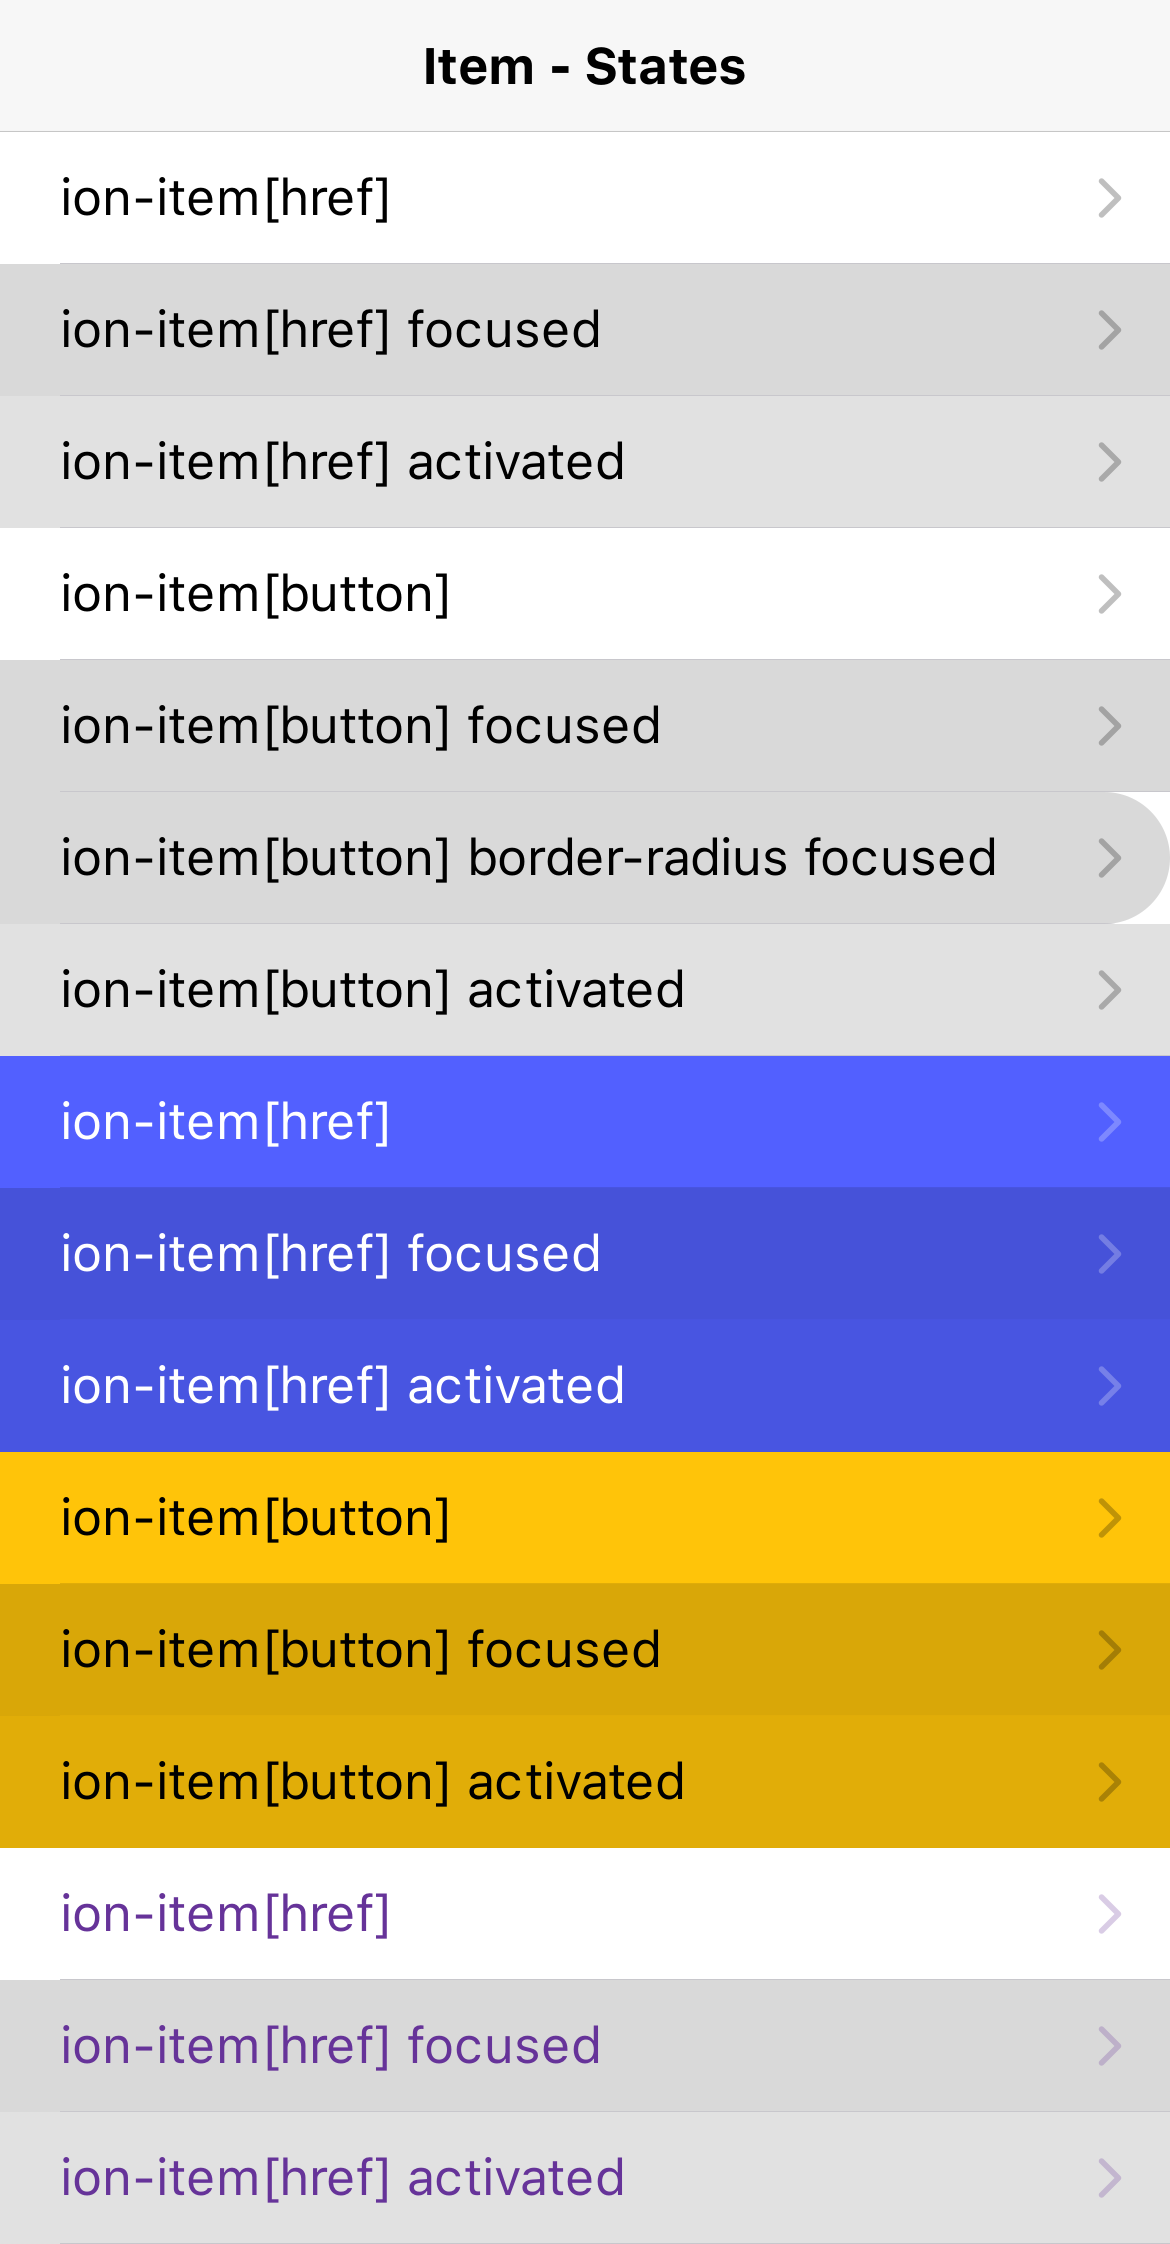 Item - States
ion-item[href]
ion-item[href] focused
ion-item[href] activated
ion-item[button]
ion-item[button] focused
ion-item[button] border-radius focused
ion-item[button] activated
ion-item[href]
ion-item[href] focused
ion-item[href] activated
ion-item[button]
ion-item[button] focused
ion-item[button] activated
ion-item[href]
ion-item[href] focused
ion-item[href] activated